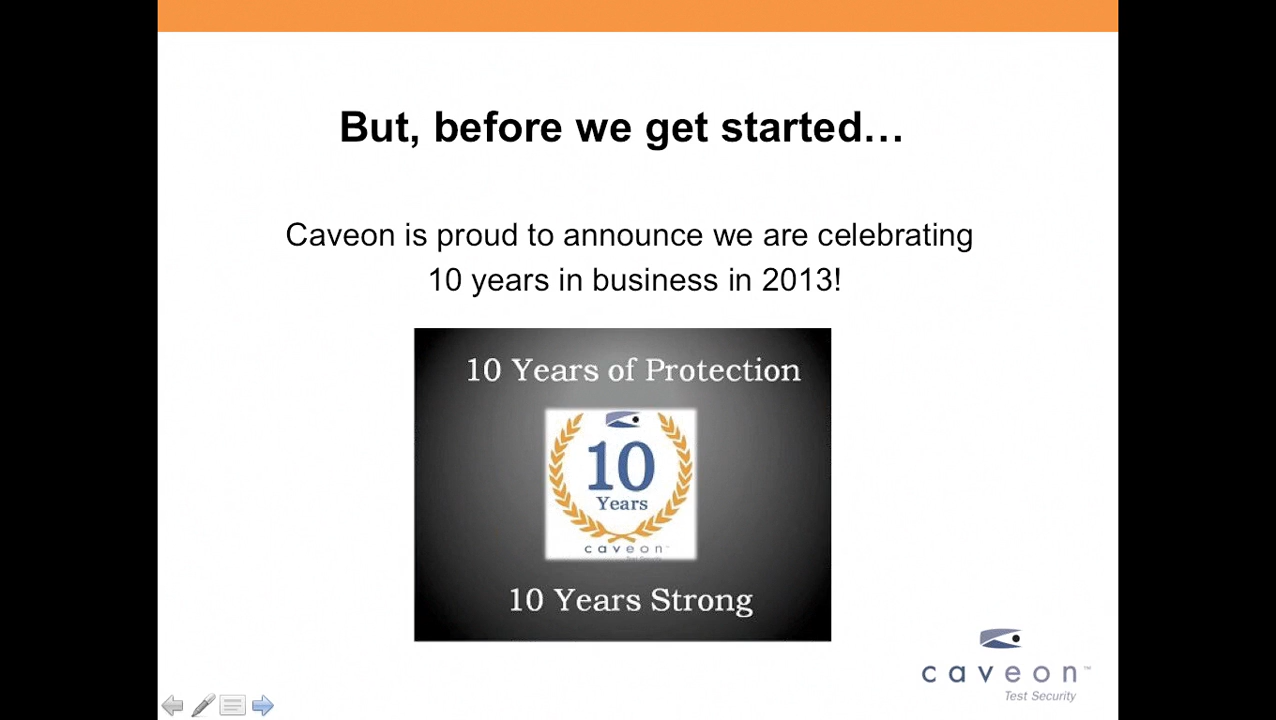 But, before we get started…
Caveon is proud to announce we are celebrating
10 years in business in 2013!
10 Years of Protection
10
Years
caveon
10 Years Strong
caveon™
Test Security